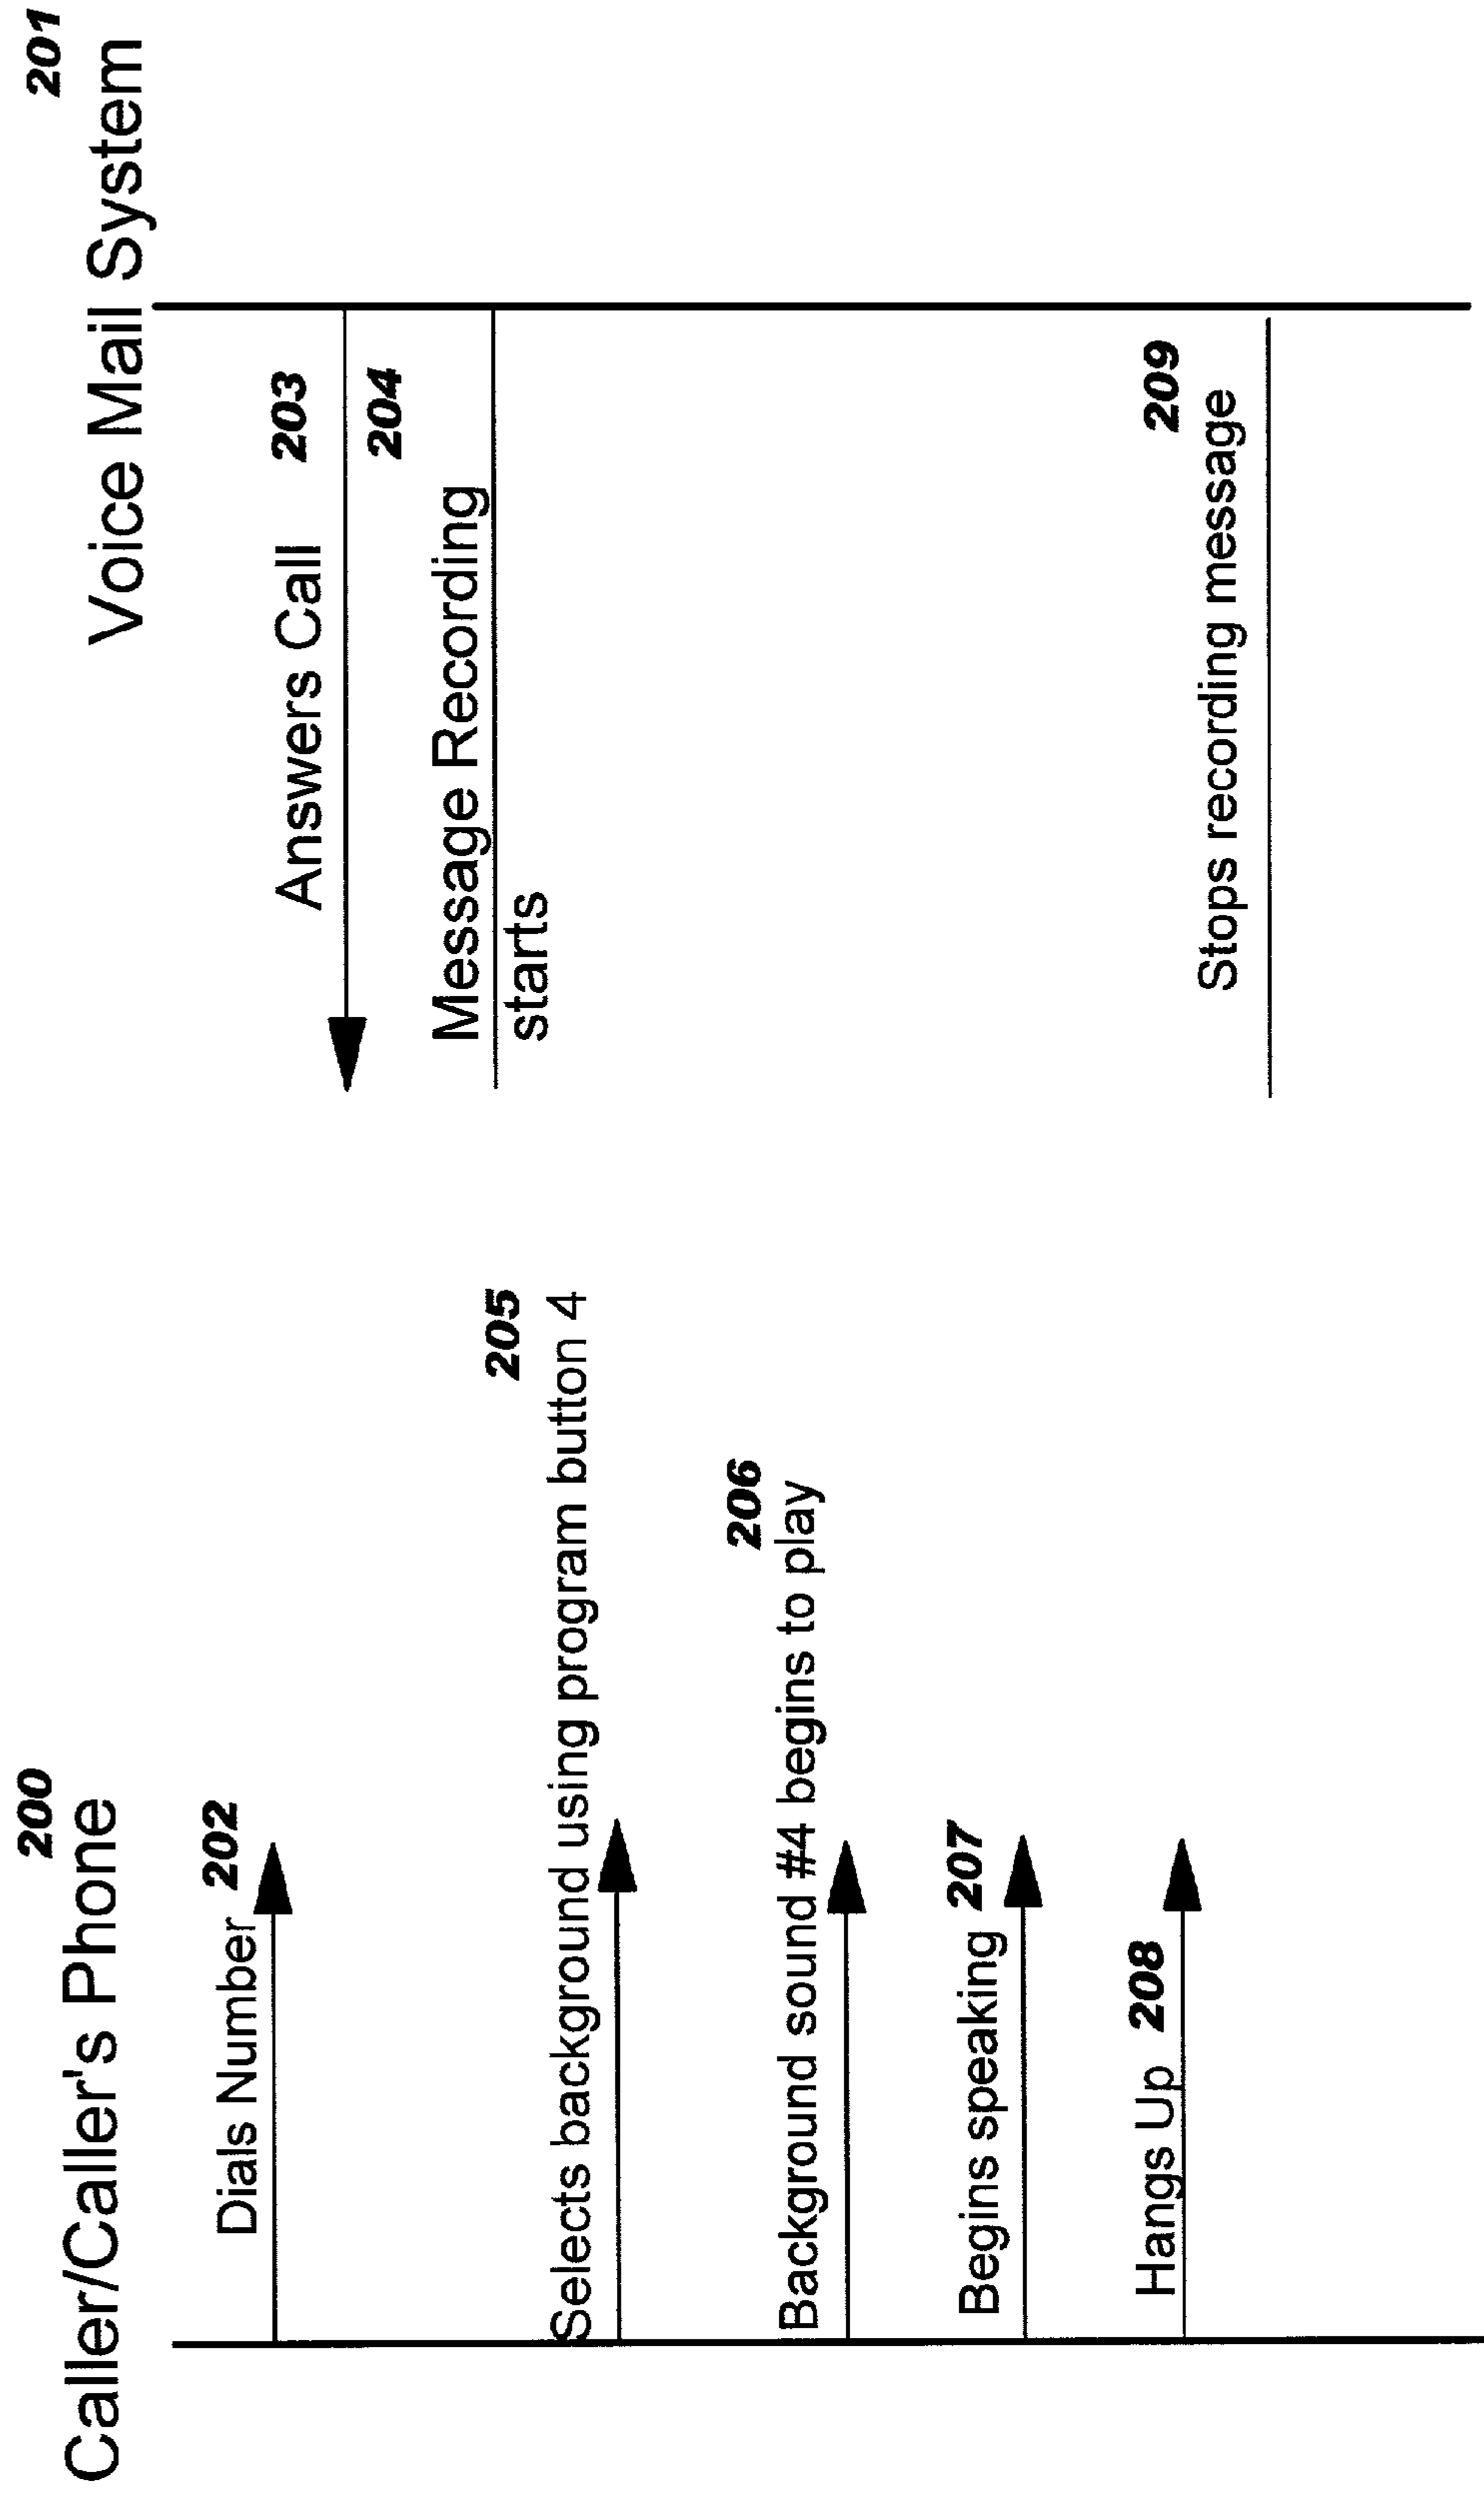 200
Caller/Caller's Phone
201
Voice Mail System
Dials Number 202
Answers Call 203
204
Message Recording
starts
205
Selects background using program button 4
206
Background sound #4 begins to play
Begins speaking 207
Hangs Up 208
209
Stops recording message